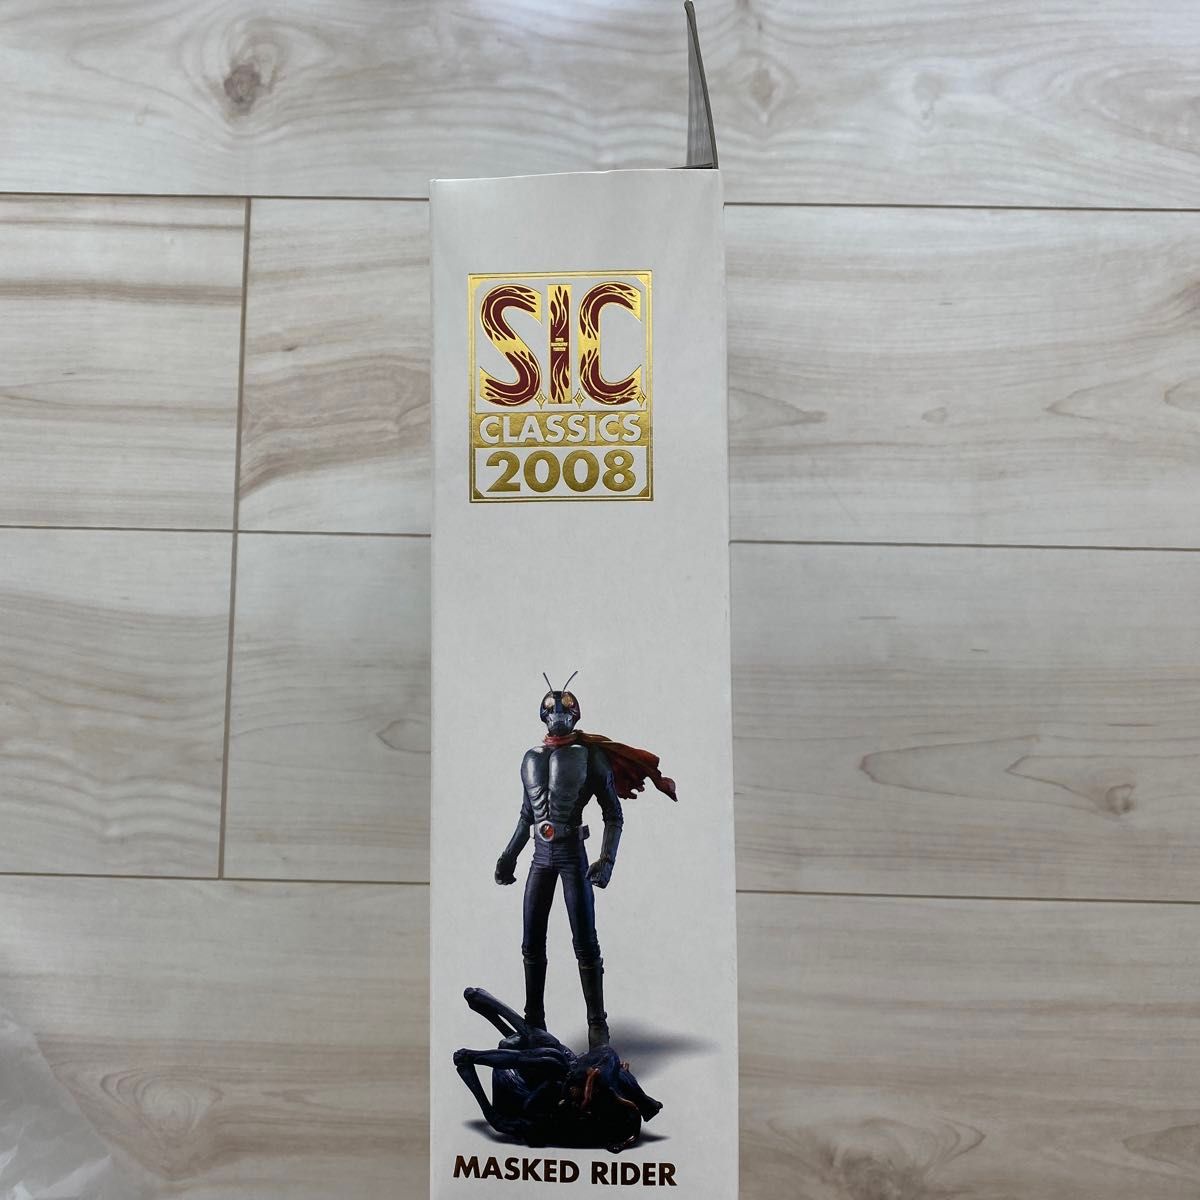 S.I.C.
CLASSICS
2008
MASKED RIDER